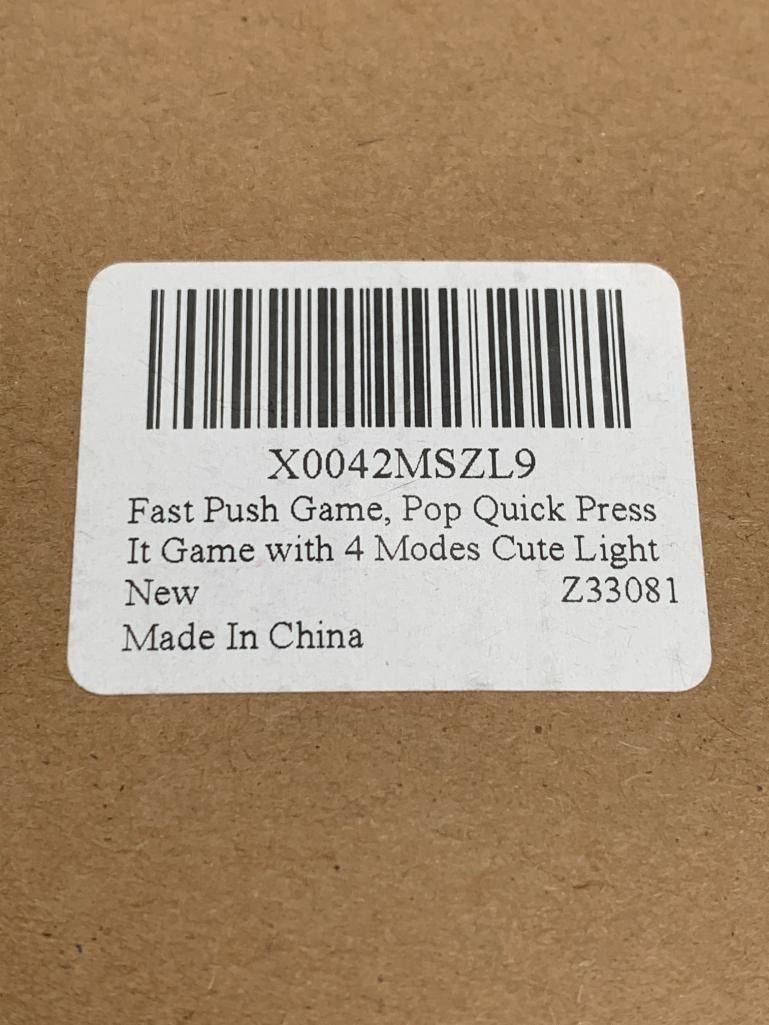 X0042MSZL9
Fast Push Game, Pop Quick Press
It Game with 4 Modes Cute Light
New Z33081
Made In China